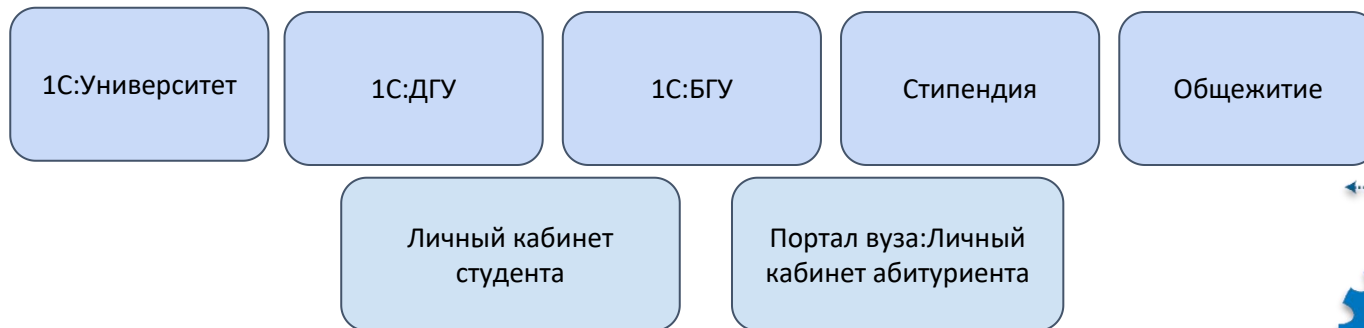 1С:Университет
1С:ДГУ
1С:БГУ
Стипендия
Общежитие
Личный кабинет
студента
Портал вуза:Личный
кабинет абитуриента